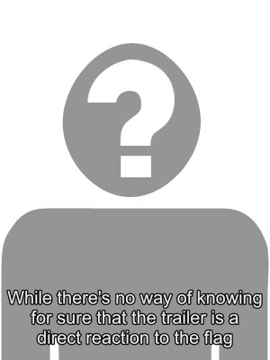 ?
While there's no way of knowing
for sure that the trailer is a
direct reaction to the flag